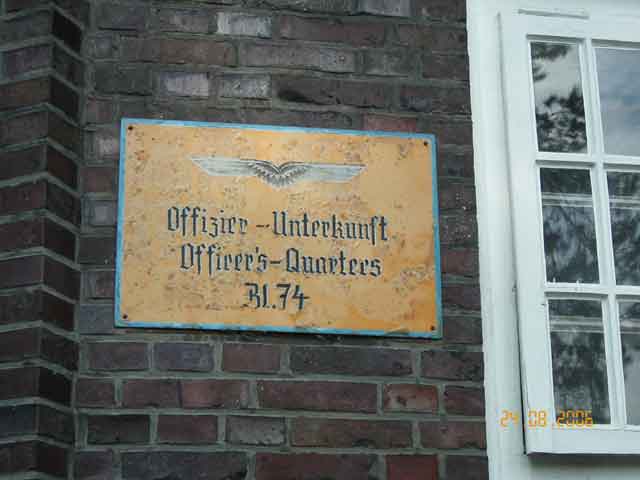 Offizier - Unterkunft
Officer's - Quarters
Bl. 74
24.08.2006